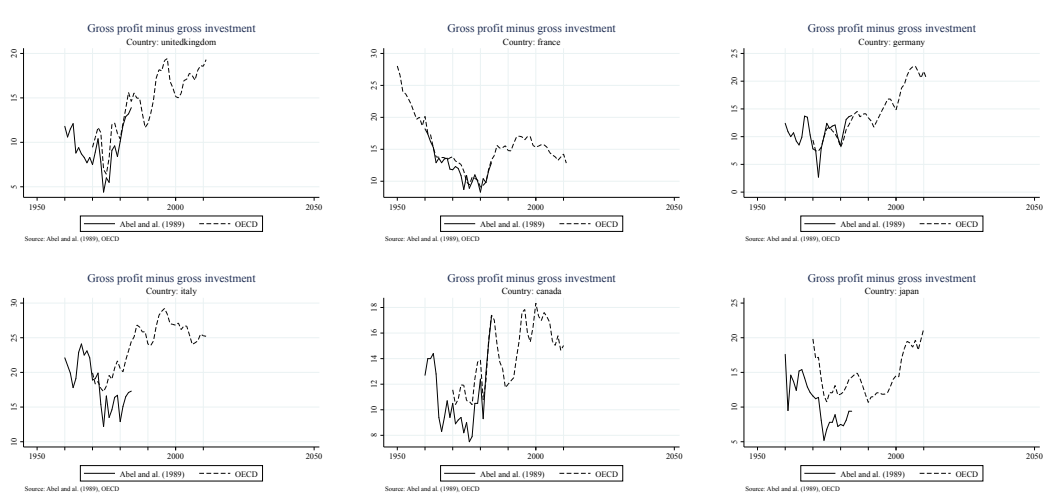 Gross profit minus gross investment
Country: unitedkingdom
20
15
10
5
1950 2000 2050
Abel and al. (1989) OECD
Source: Abel and al. (1989), OECD
Gross profit minus gross investment
Country: france
30
25
20
15
10
1950 2000 2050
Abel and al. (1989) OECD
Source: Abel and al. (1989), OECD
Gross profit minus gross investment
Country: germany
25
20
15
10
5
0
1950 2000 2050
Abel and al. (1989) OECD
Source: Abel and al. (1989), OECD
Gross profit minus gross investment
Country: italy
30
25
20
15
10
1950 2000 2050
Abel and al. (1989) OECD
Source: Abel and al. (1989), OECD
Gross profit minus gross investment
Country: canada
18
16
14
12
10
8
1950 2000 2050
Abel and al. (1989) OECD
Source: Abel and al. (1989), OECD
Gross profit minus gross investment
Country: japan
25
20
15
10
5
1950 2000 2050
Abel and al. (1989) OECD
Source: Abel and al. (1989), OECD